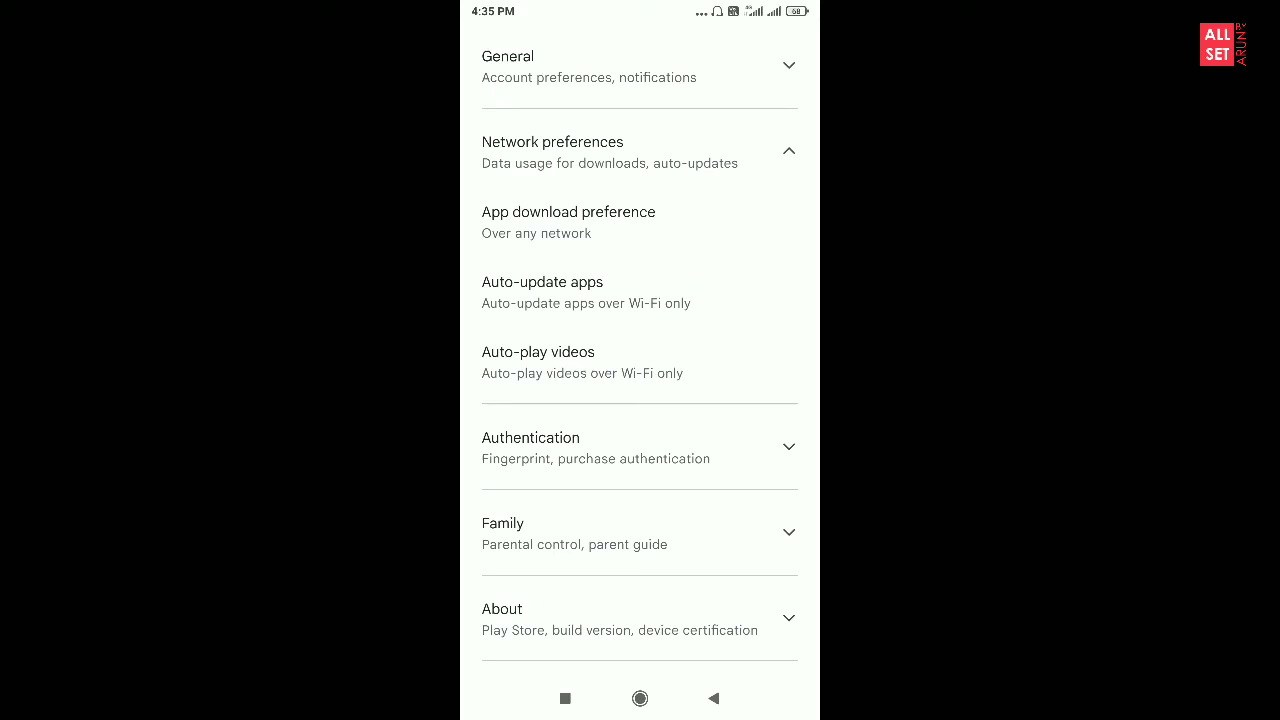 4:35 PM
68
General
Account preferences, notifications
Network preferences
Data usage for downloads, auto-updates
App download preference
Over any network
Auto-update apps
Auto-update apps over Wi-Fi only
Auto-play videos
Auto-play videos over Wi-Fi only
Authentication
Fingerprint, purchase authentication
Family
Parental control, parent guide
About
Play Store, build version, device certification
ALL
SET
BY
ARUN